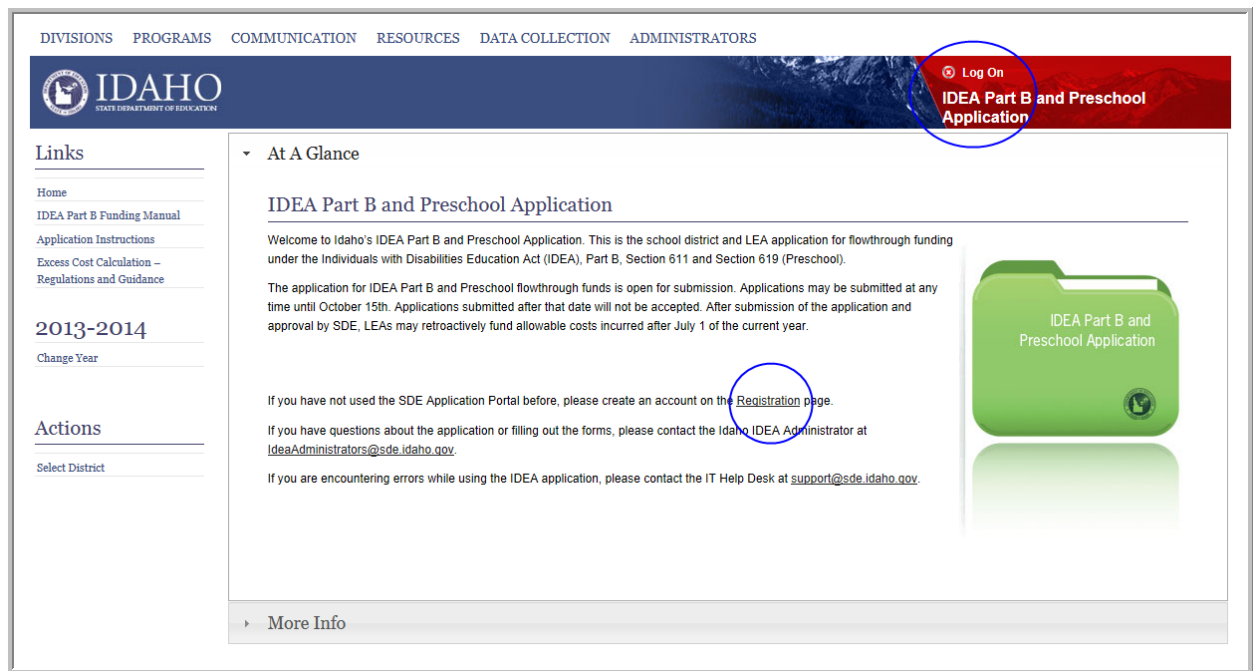 DIVISIONS PROGRAMS COMMUNICATION RESOURCES DATA COLLECTION ADMINISTRATORS
IDAHO
STATE DEPARTMENT OF EDUCATION
Log On
IDEA Part B and Preschool
Application
Links
Home
IDEA Part B Funding Manual
Application Instructions
Excess Cost Calculation –
Regulations and Guidance
2013-2014
Change Year
Actions
Select District
At A Glance
IDEA Part B and Preschool Application
Welcome to Idaho's IDEA Part B and Preschool Application. This is the school district and LEA application for flowthrough funding
under the Individuals with Disabilities Education Act (IDEA), Part B, Section 611 and Section 619 (Preschool).
The application for IDEA Part B and Preschool flowthrough funds is open for submission. Applications may be submitted at any
time until October 15th. Applications submitted after that date will not be accepted. After submission of the application and
approval by SDE, LEAs may retroactively fund allowable costs incurred after July 1 of the current year.
If you have not used the SDE Application Portal before, please create an account on the Registration page.
If you have questions about the application or filling out the forms, please contact the Idaho IDEA Administrator at
IdeaAdministrators@sde.idaho.gov.
If you are encountering errors while using the IDEA application, please contact the IT Help Desk at support@sde.idaho.gov.
IDEA Part B and
Preschool Application
More Info